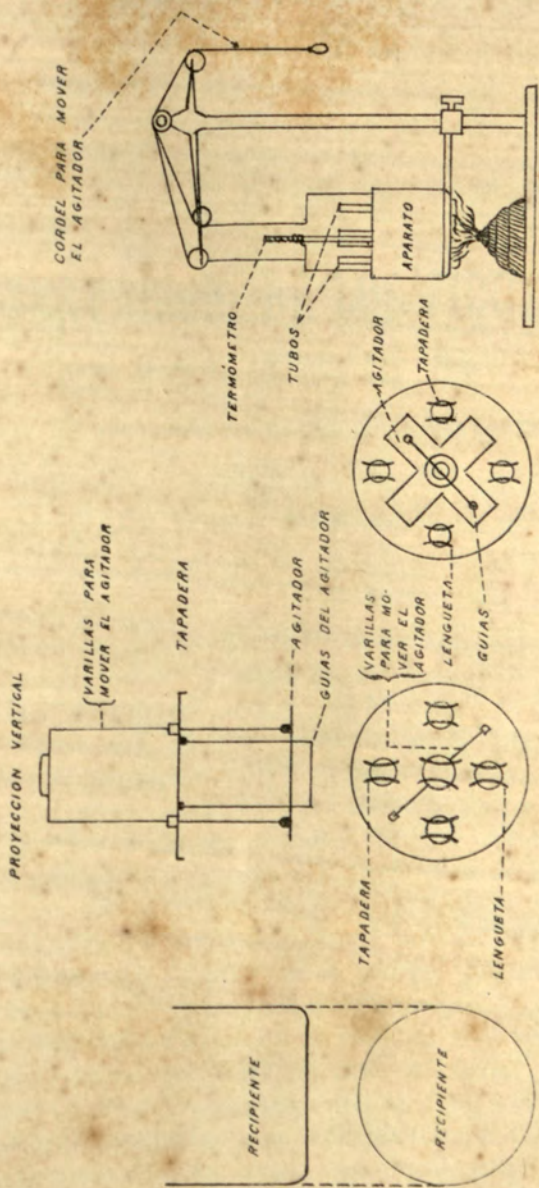 PROYECCION VERTICAL
VARILLAS PARA
MOVER EL AGITADOR
TAPADERA
AGITADOR
GUIAS DEL AGITADOR
RECIPIENTE
RECIPIENTE
TAPADERA
LENGUETA
VARILLAS
PARA MO-
VER EL
AGITADOR
LENGUETA
GUIAS
AGITADOR
TAPADERA
CORDEL PARA MOVER
EL AGITADOR
TERMÓMETRO
TUBOS
APARATO